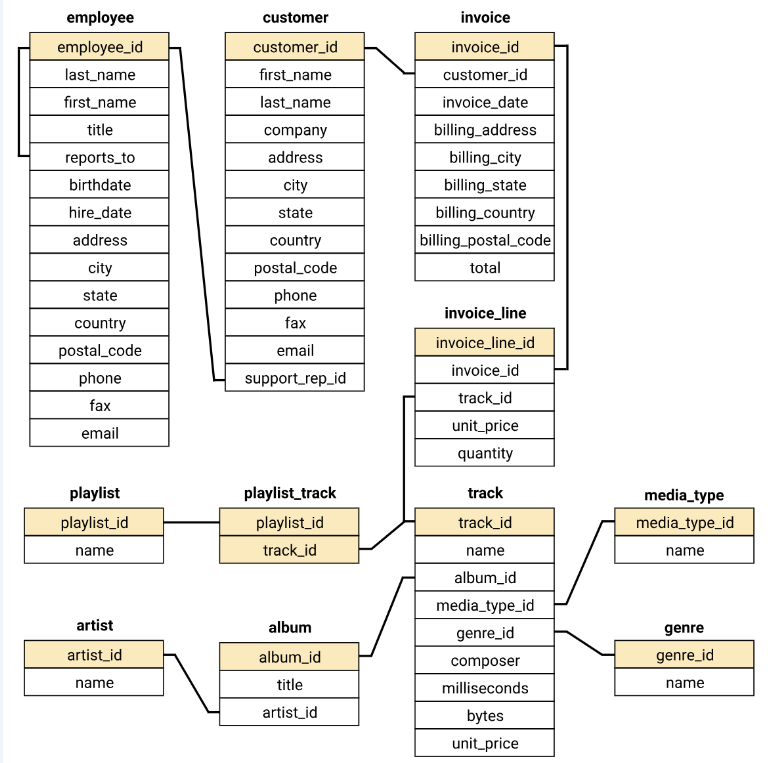 employee
employee_id
last_name
first_name
title
reports_to
birthdate
hire_date
address
city
state
country
postal_code
phone
fax
email
customer
customer_id
first_name
last_name
company
address
city
state
country
postal_code
phone
fax
email
support_rep_id
invoice
invoice_id
customer_id
invoice_date
billing_address
billing_city
billing_state
billing_country
billing_postal_code
total
invoice_line
invoice_line_id
invoice_id
track_id
unit_price
quantity
playlist
playlist_id
name
playlist_track
playlist_id
track_id
track
track_id
name
album_id
media_type_id
genre_id
composer
milliseconds
bytes
unit_price
media_type
media_type_id
name
artist
artist_id
name
album
album_id
title
artist_id
genre
genre_id
name